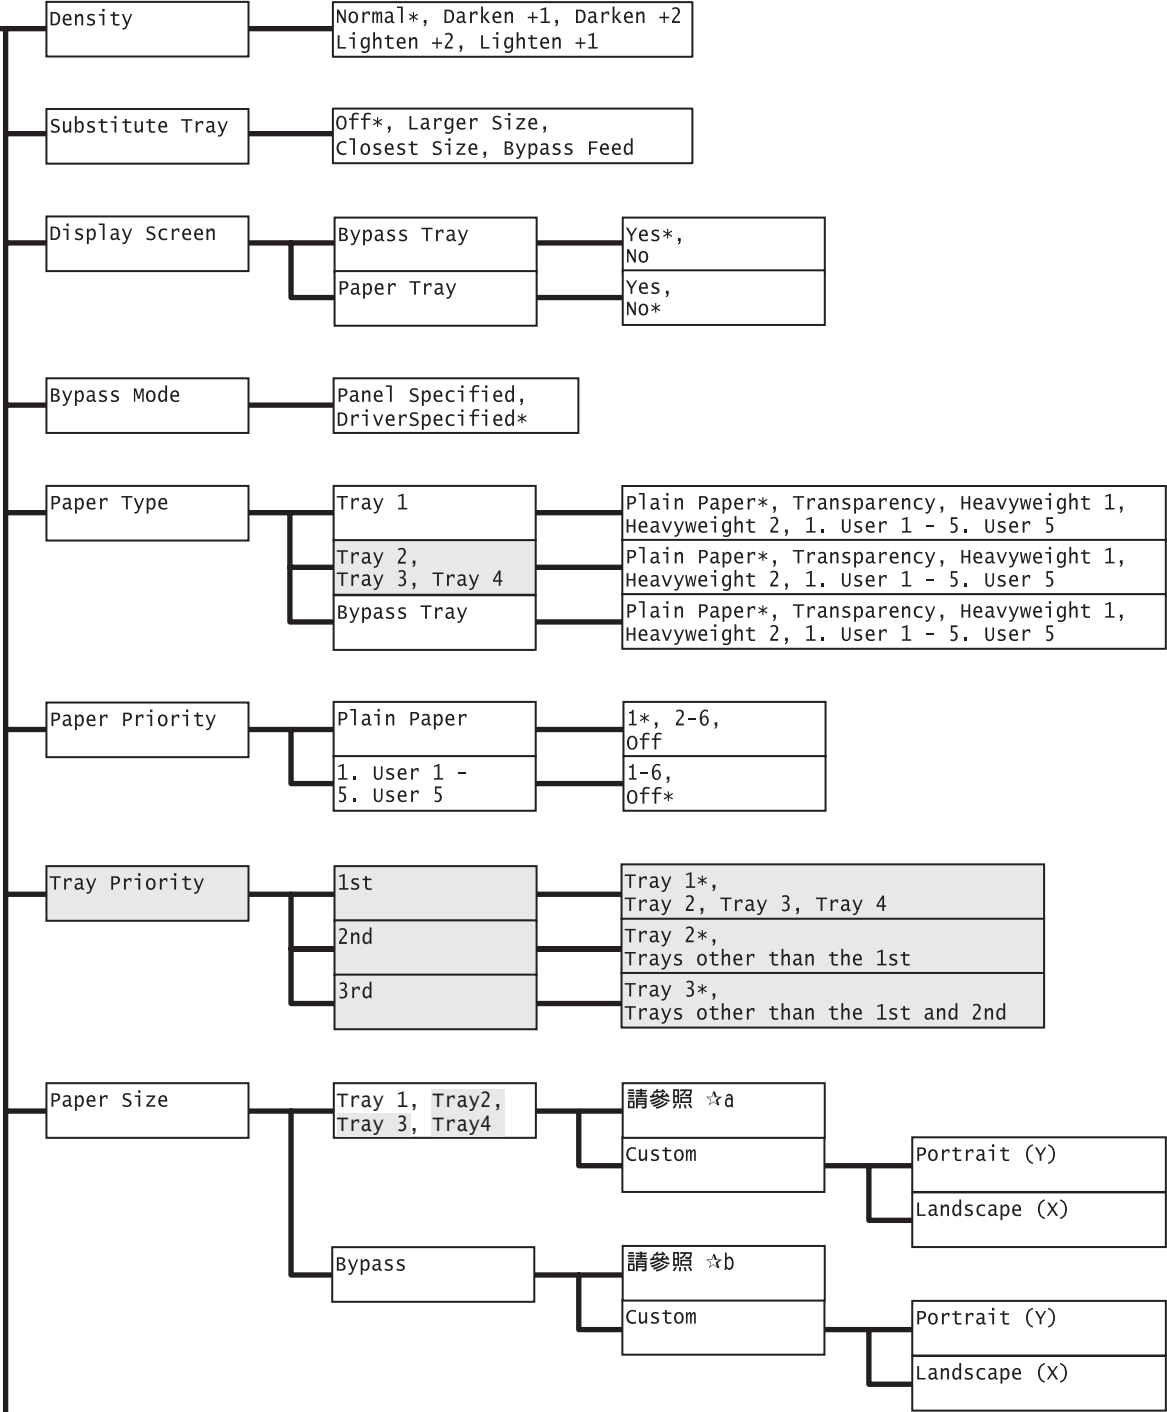 Density
Normal*, Darken +1, Darken +2
Lighten +2, Lighten +1
Substitute Tray
Off*, Larger Size,
Closest Size, Bypass Feed
Display Screen
Bypass Tray
Yes*,
No
Paper Tray
Yes,
No*
Bypass Mode
Panel Specified,
DriverSpecified*
Paper Type
Tray 1
Plain Paper*, Transparency, Heavyweight 1,
Heavyweight 2, 1. User 1 - 5. User 5
Tray 2,
Tray 3, Tray 4
Plain Paper*, Transparency, Heavyweight 1,
Heavyweight 2, 1. User 1 - 5. User 5
Bypass Tray
Plain Paper*, Transparency, Heavyweight 1,
Heavyweight 2, 1. User 1 - 5. User 5
Paper Priority
Plain Paper
1*, 2-6,
Off
1. User 1 -
5. User 5
1-6,
Off*
Tray Priority
1st
Tray 1*,
Tray 2, Tray 3, Tray 4
2nd
Tray 2*,
Trays other than the 1st
3rd
Tray 3*,
Trays other than the 1st and 2nd
Paper Size
Tray 1, Tray2,
Tray 3, Tray4
請參照 ☆a
Custom
Portrait (Y)
Landscape (X)
Bypass
請參照 ☆b
Custom
Portrait (Y)
Landscape (X)